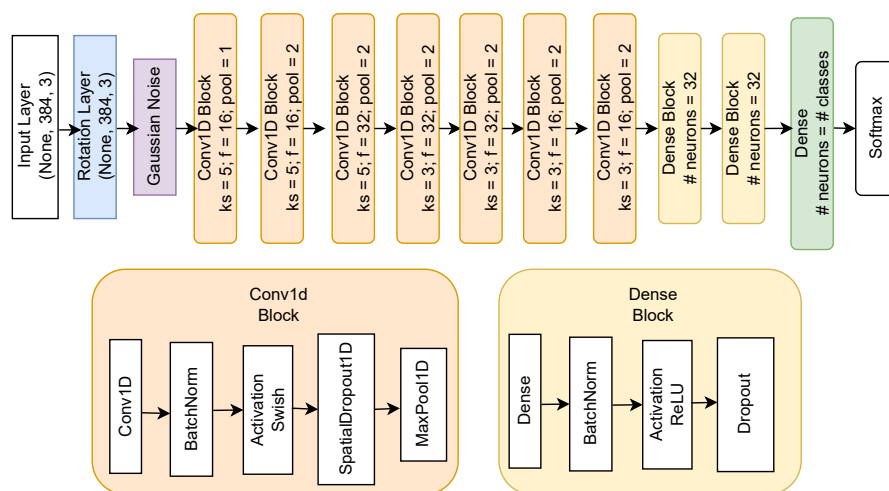 Input Layer
(None, 384, 3)
Rotation Layer
(None, 384, 3)
Gaussian Noise
Conv1D Block
ks = 5; f = 16; pool = 1
Conv1D Block
ks = 5; f = 16; pool = 2
Conv1D Block
ks = 5; f = 32; pool = 2
Conv1D Block
ks = 3; f = 32; pool = 2
Conv1D Block
ks = 3; f = 32; pool = 2
Conv1D Block
ks = 3; f = 16; pool = 2
Conv1D Block
ks = 3; f = 16; pool = 2
Dense Block
# neurons = 32
Dense Block
# neurons = 32
Dense
# neurons = # classes
Softmax
Conv1d
Block
Conv1D
BatchNorm
Activation
Swish
SpatialDropout1D
MaxPool1D
Dense
Block
Dense
BatchNorm
Activation
ReLU
Dropout